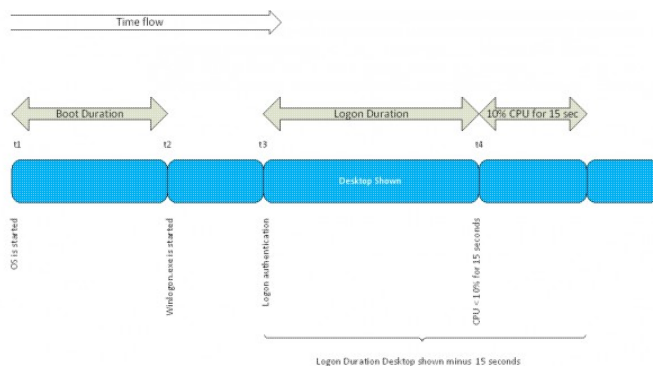 Time flow
Boot Duration
Logon Duration
10% CPU for 15 sec
t1
t2
t3
t4
Desktop Shown
OS is started
Winlogon.exe is started
Logon authentication
CPU < 10% for 15 seconds
Logon Duration Desktop shown minus 15 seconds